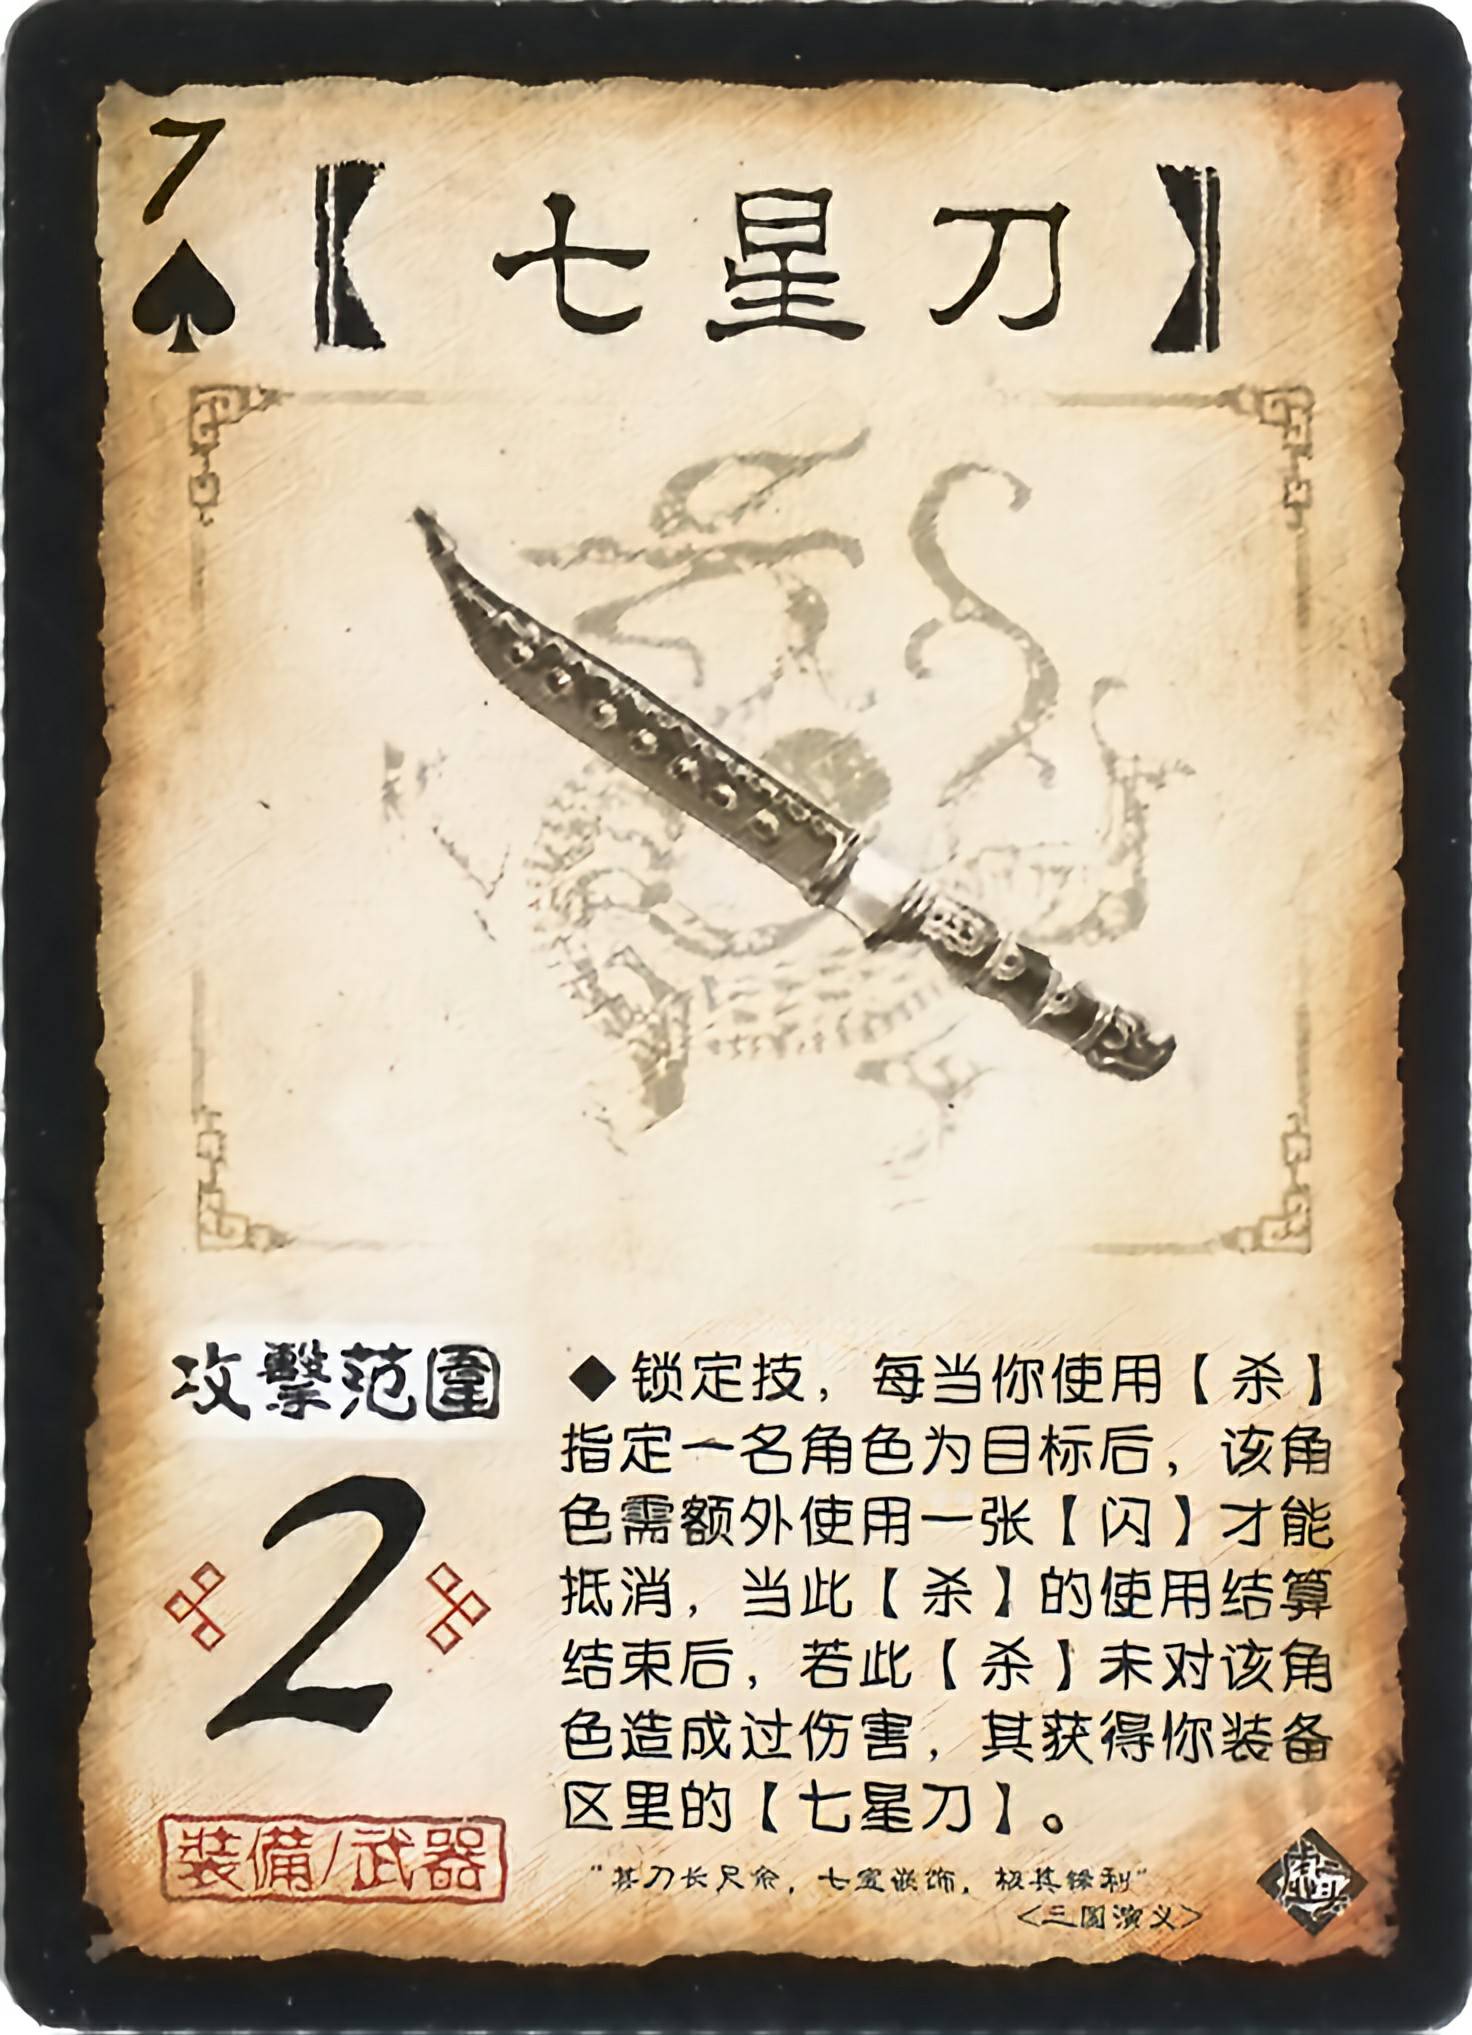 7
【七星刀】
攻擊范圍
2
◆锁定技，每当你使用【杀】
指定一名角色为目标后，该角
色需额外使用一张【闪】才能
抵消，当此【杀】的使用结算
结束后，若此【杀】未对该角
色造成过伤害，其获得你装备
区里的【七星刀】。
裝備/武器
“其刀长尺余，七宝嵌饰，极其锋利”
<三国演义>